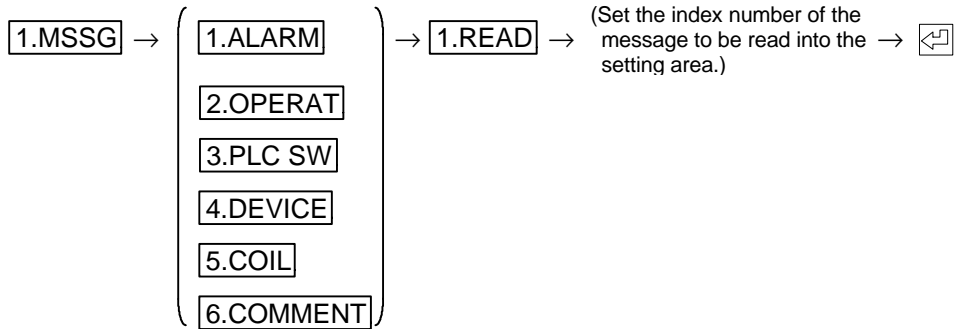 1.MSSG → 1.ALARM → 1.READ → (Set the index number of the
message to be read into the →
setting area.)
2.OPERAT
3.PLC SW
4.DEVICE
5.COIL
6.COMMENT